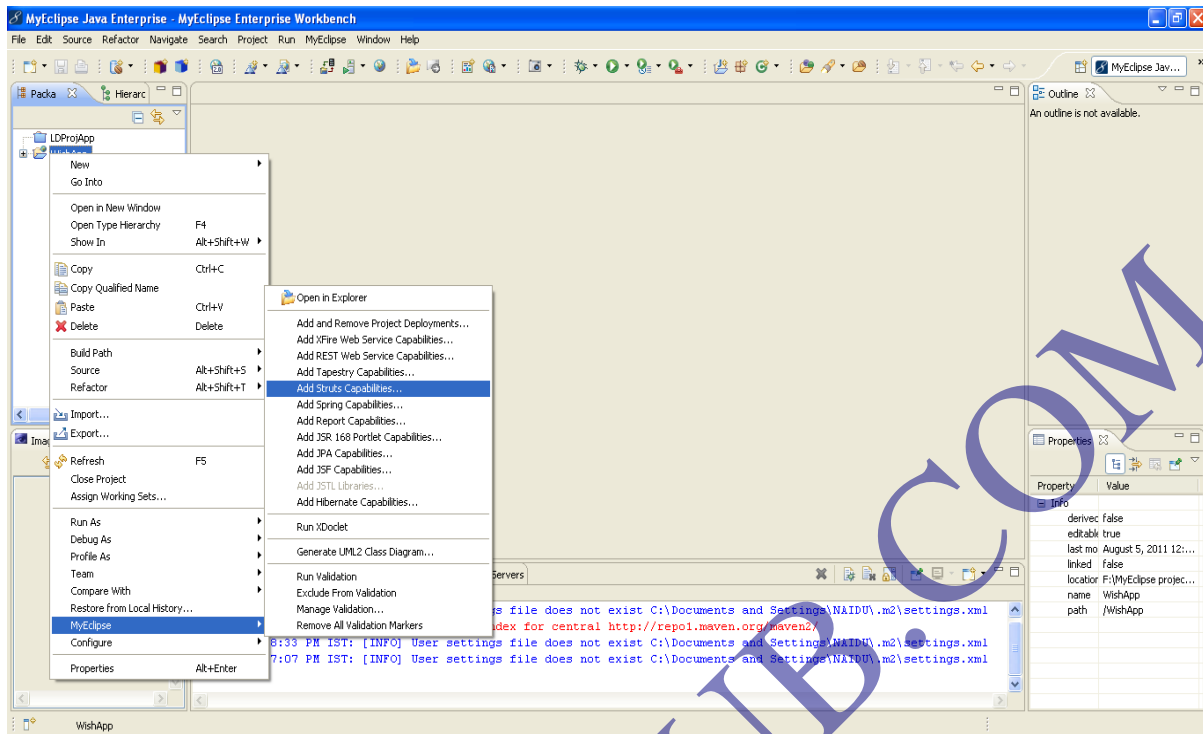 MyEclipse Java Enterprise - MyEclipse Enterprise Workbench
File Edit Source Refactor Navigate Search Project Run MyEclipse Window Help
MyEclipse Jav...
Packa
Hierarc
Outline
An outline is not available.
LDProjApp
WishApp
New
Go Into
Open in New Window
Open Type Hierarchy F4
Show In Alt+Shift+W
Copy Ctrl+C
Copy Qualified Name
Paste Ctrl+V
Delete Delete
Build Path
Source Alt+Shift+S
Refactor Alt+Shift+T
Import...
Export...
Refresh F5
Close Project
Assign Working Sets...
Run As
Debug As
Profile As
Team
Compare With
Restore from Local History...
MyEclipse
Configure
Properties Alt+Enter
Open in Explorer
Add and Remove Project Deployments...
Add XFire Web Service Capabilities...
Add REST Web Service Capabilities...
Add Tapestry Capabilities...
Add Struts Capabilities...
Add Spring Capabilities...
Add Report Capabilities...
Add JSR 168 Portlet Capabilities...
Add JPA Capabilities...
Add JSF Capabilities...
Add JSTL Libraries...
Add Hibernate Capabilities...
Run XDoclet
Generate UML2 Class Diagram...
Run Validation
Exclude From Validation
Manage Validation...
Remove All Validation Markers
Imag
Servers
gs file does not exist C:\Documents and Settings\NAIDU\.m2\settings.xml
dex for central http://repo1.maven.org/maven2/
8:33 PM IST: [INFO] User settings file does not exist C:\Documents and Settings\NAIDU\.m2\settings.xml
7:07 PM IST: [INFO] User settings file does not exist C:\Documents and Settings\NAIDU\.m2\settings.xml
Properties
Property Value
Info
derivec false
editabl true
last mo August 5, 2011 12:...
linked false
locatior F:\MyEclipse projec...
name WishApp
path /WishApp
WishApp
UB.COM